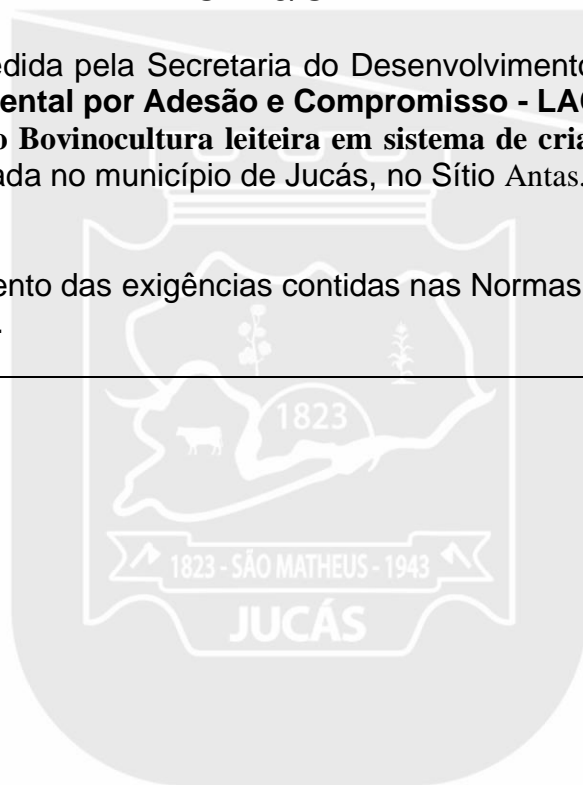 edida pela Secretaria do Desenvolvimento
ental por Adesão e Compromisso - LAC
o Bovinocultura leiteira em sistema de cria
ada no município de Jucás, no Sítio Antas.
ento das exigências contidas nas Normas
.
1823
1823 - SÃO MATHEUS - 1943
JUCÁS